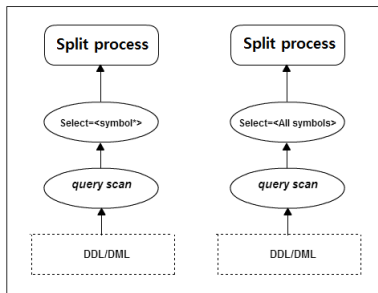 Split process
Split process
Select=<symbol*>
Select=<All symbols>
query scan
query scan
DDL/DML
DDL/DML